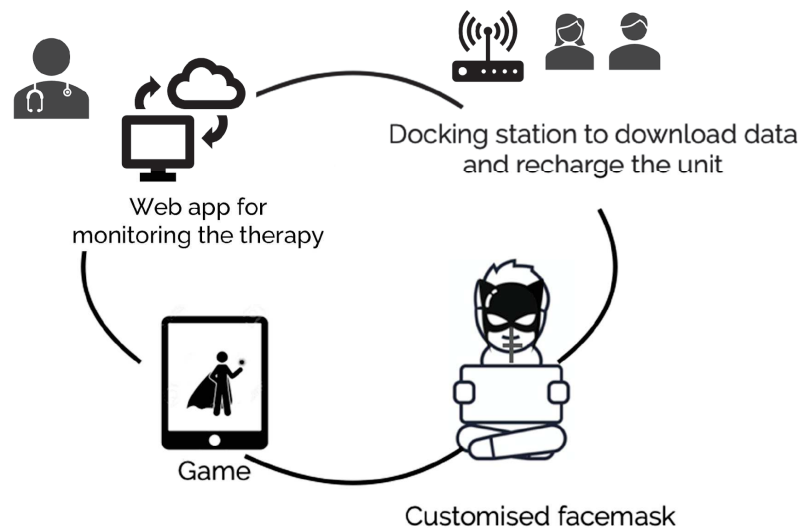 Docking station to download data
and recharge the unit
Web app for
monitoring the therapy
Game
Customised facemask